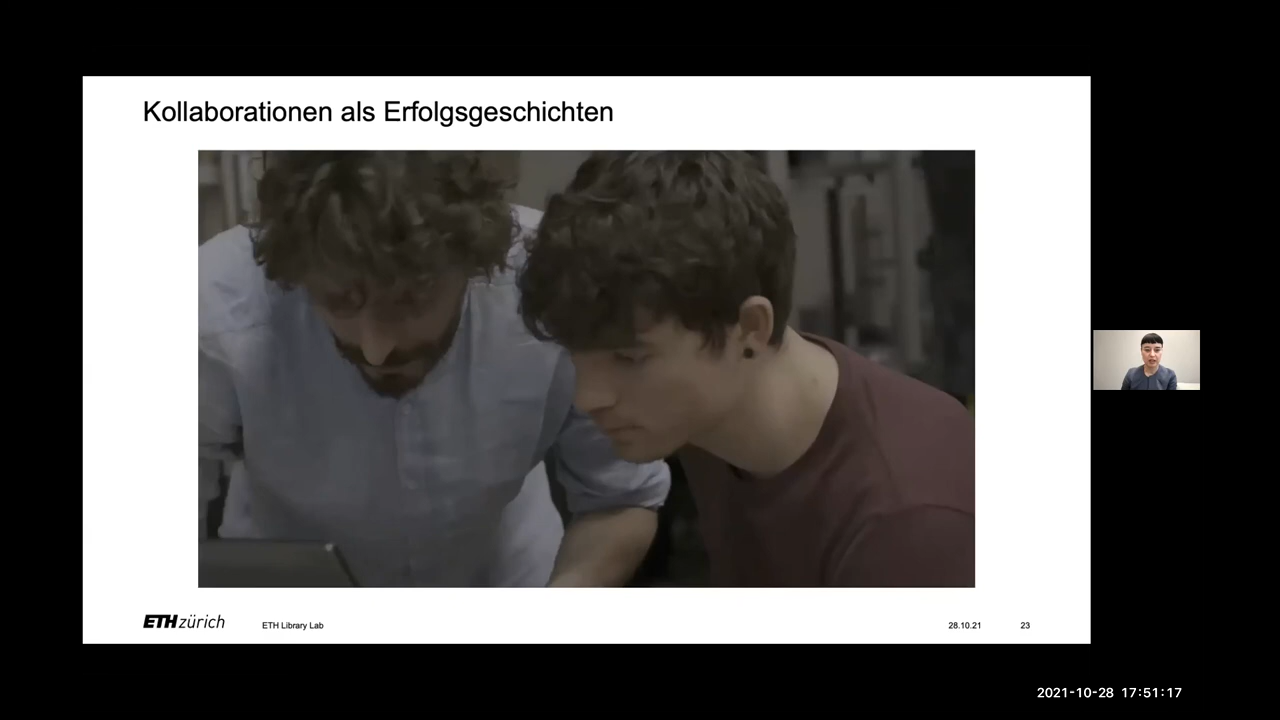 Kollaborationen als Erfolgsgeschichten
ETH zürich
ETH Library Lab
28.10.21
23
2021-10-28 17:51:17